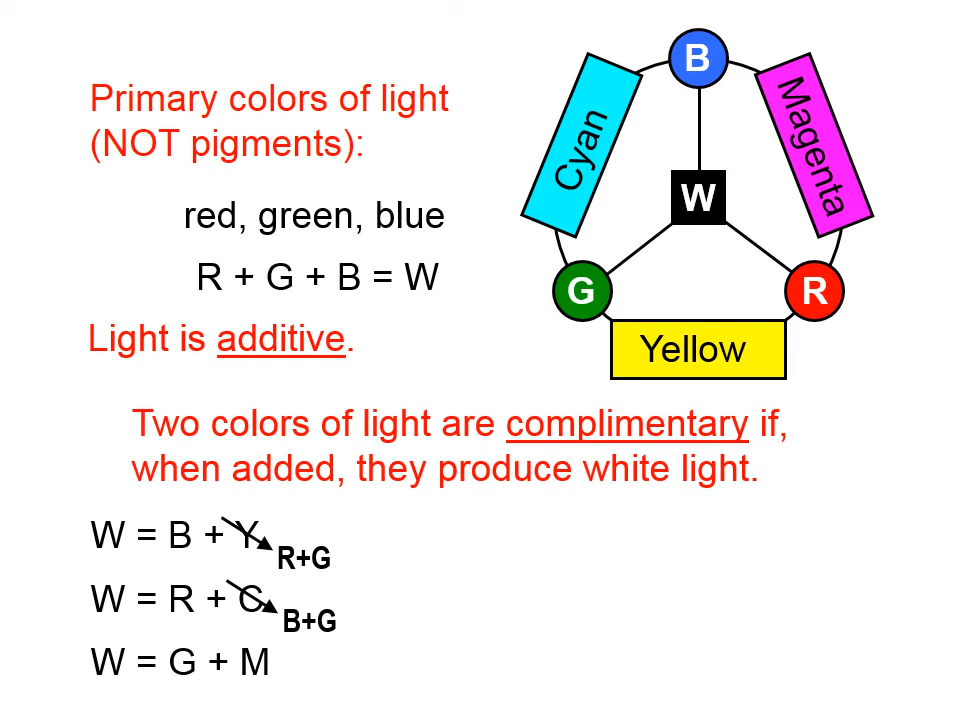 Primary colors of light
(NOT pigments):
red, green, blue
R + G + B = W
Light is additive.
B
Cyan
Magenta
W
G
R
Yellow
Two colors of light are complimentary if,
when added, they produce white light.
W = B + Y
R+G
W = R + C
B+G
W = G + M